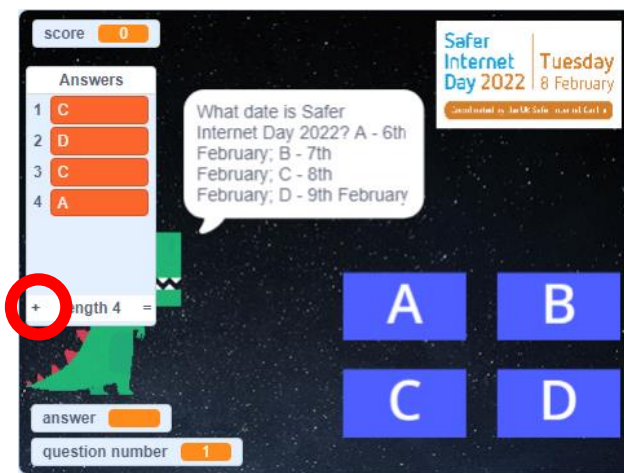 score 0
Answers
1 C
2 D
3 C
4 A
+ ength 4 =
What date is Safer
Internet Day 2022? A - 6th
February; B - 7th
February; C - 8th
February; D - 9th February
Safer
Internet
Day 2022
Tuesday
8 February
A B
C D
answer
question number 1